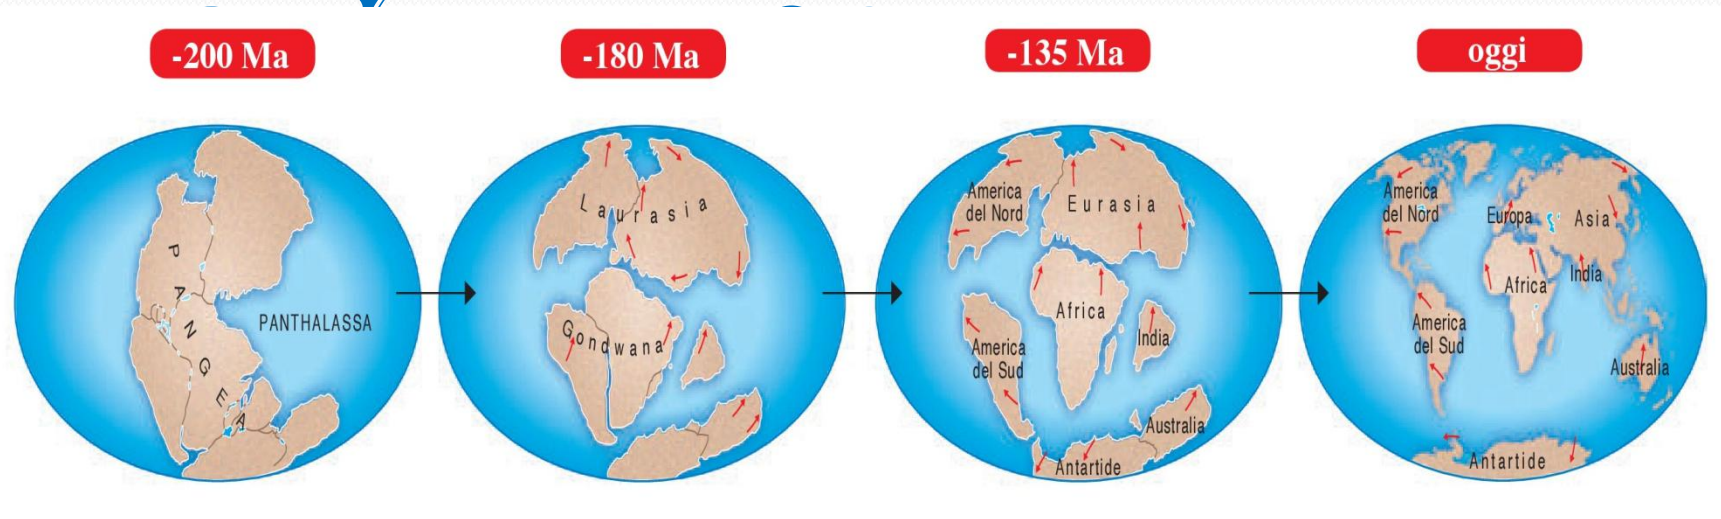 -200 Ma
-180 Ma
-135 Ma
oggi
PANGEA
PANTHALASSA
Laurasia
Gondwana
America
del Nord
Eurasia
Africa
India
America
del Sud
Australia
Antartide
America
del Nord
Europa
Asia
India
Africa
America
del Sud
Australia
Antartide